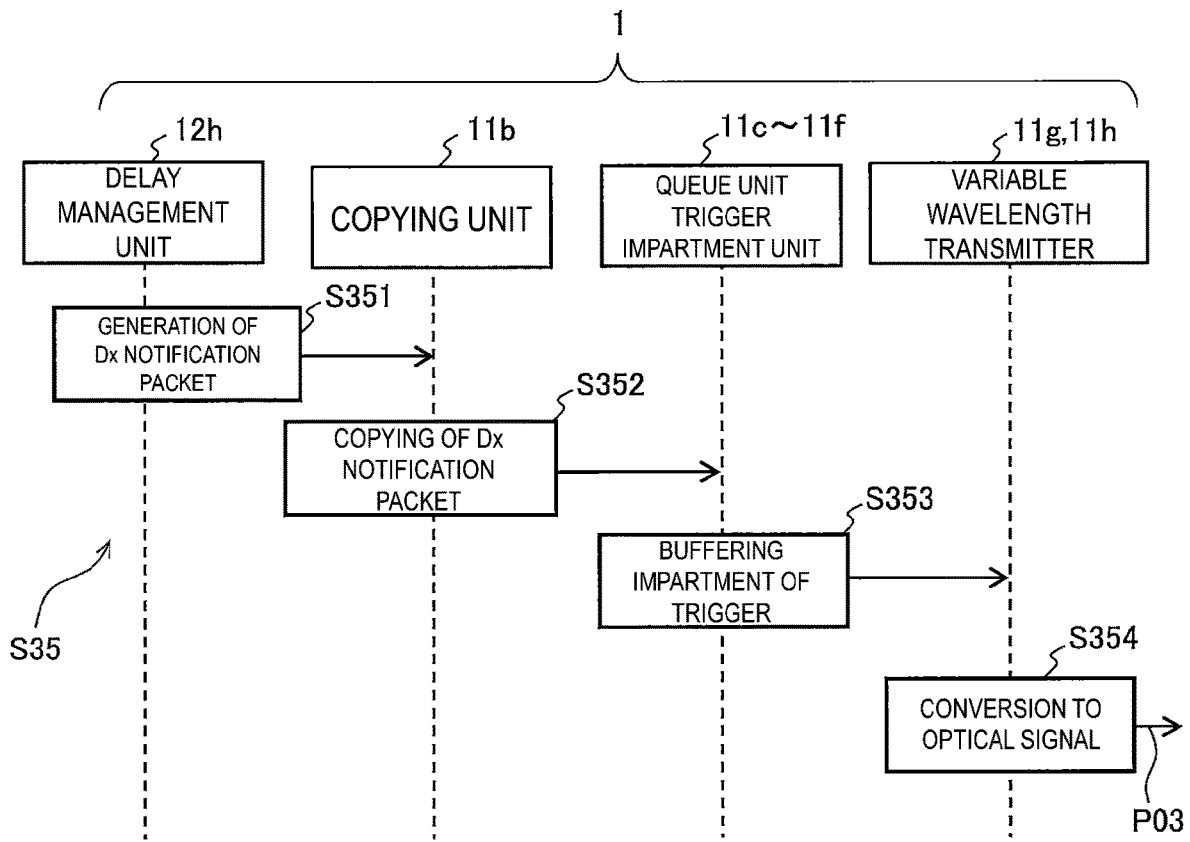 1
12h
11b
11c～11f
11g,11h
DELAY
MANAGEMENT
UNIT
COPYING UNIT
QUEUE UNIT
TRIGGER
IMPARTMENT UNIT
VARIABLE
WAVELENGTH
TRANSMITTER
S351
GENERATION OF
Dx NOTIFICATION
PACKET
S352
COPYING OF Dx
NOTIFICATION
PACKET
S353
BUFFERING
IMPARTMENT OF
TRIGGER
S35
S354
CONVERSION TO
OPTICAL SIGNAL
P03